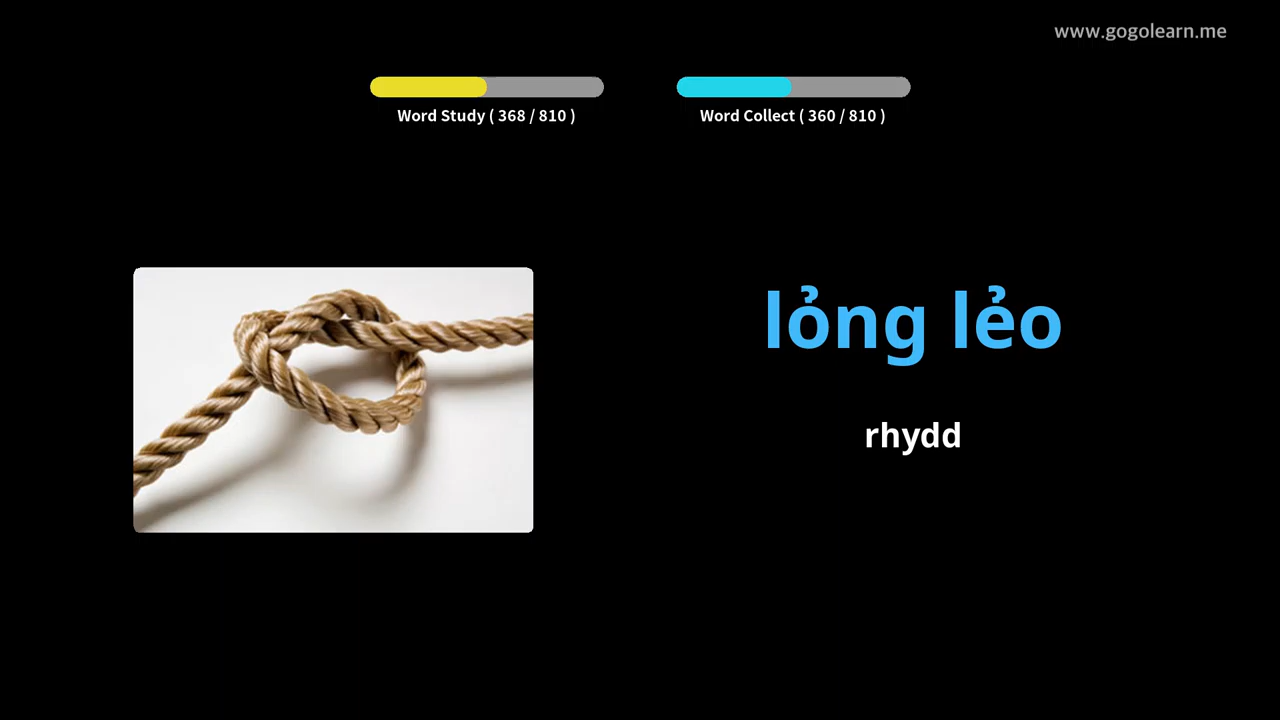 www.gogolearn.me
Word Study ( 368 / 810 )
Word Collect ( 360 / 810 )
lỏng lẻo
rhydd